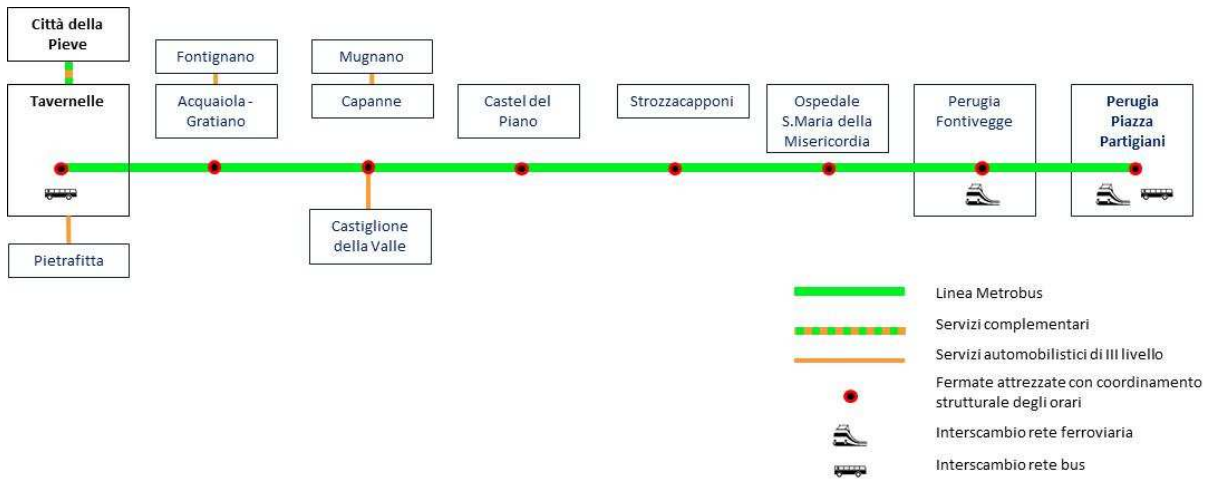 Città della
Pieve
Fontignano
Mugnano
Tavernelle
Acquaiola -
Gratiano
Capanne
Castel del
Piano
Strozzacapponi
Ospedale
S.Maria della
Misericordia
Perugia
Fontivegge
Perugia
Piazza
Partigiani
Pietrafitta
Castiglione
della Valle
Linea Metrobus
Servizi complementari
Servizi automobilistici di III livello
Fermate attrezzate con coordinamento
strutturale degli orari
Interscambio rete ferroviaria
Interscambio rete bus